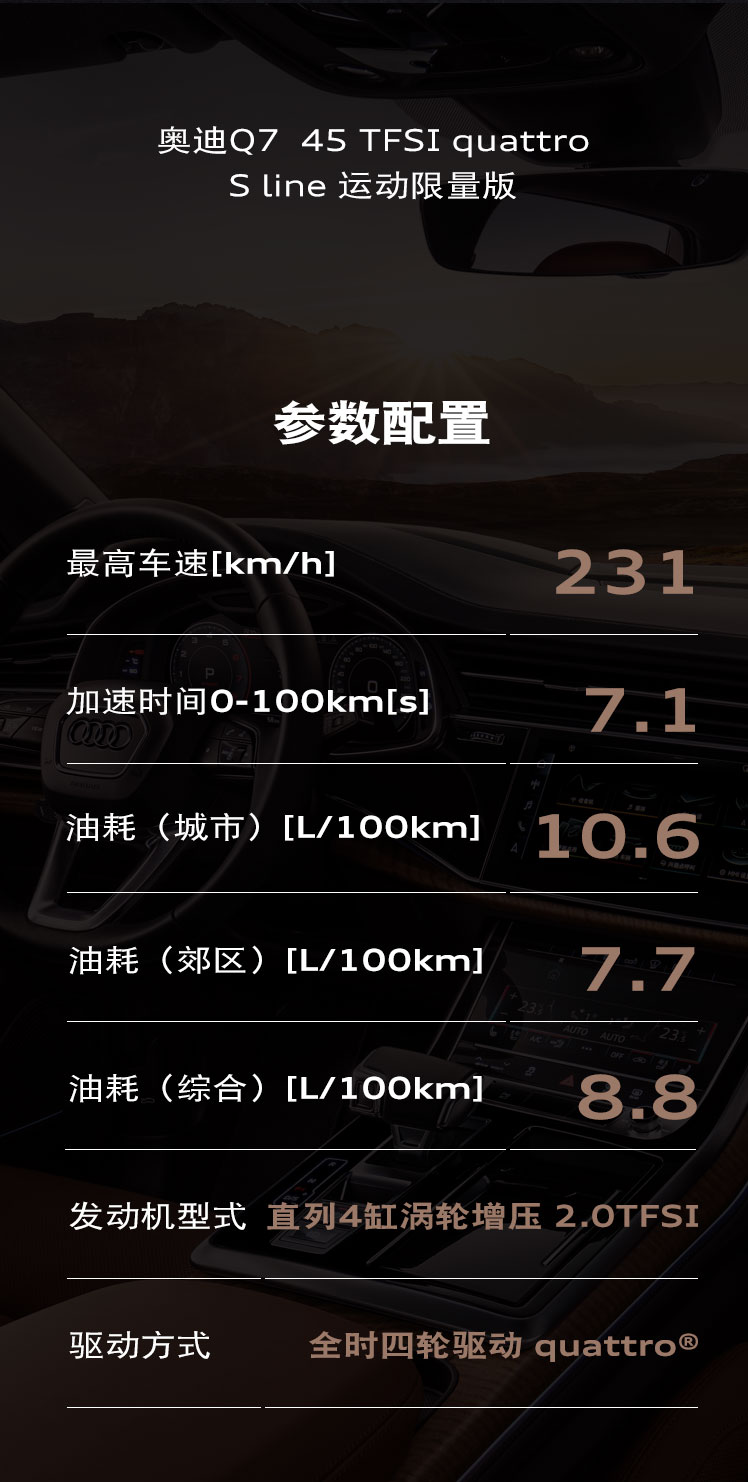 奥迪Q7 45 TFSI quattro
S line 运动限量版
参数配置
最高车速[km/h] 231
加速时间0-100km[s] 7.1
油耗（城市）[L/100km] 10.6
油耗（郊区）[L/100km] 7.7
油耗（综合）[L/100km] 8.8
发动机型式 直列4缸涡轮增压 2.0TFSI
驱动方式 全时四轮驱动 quattro®